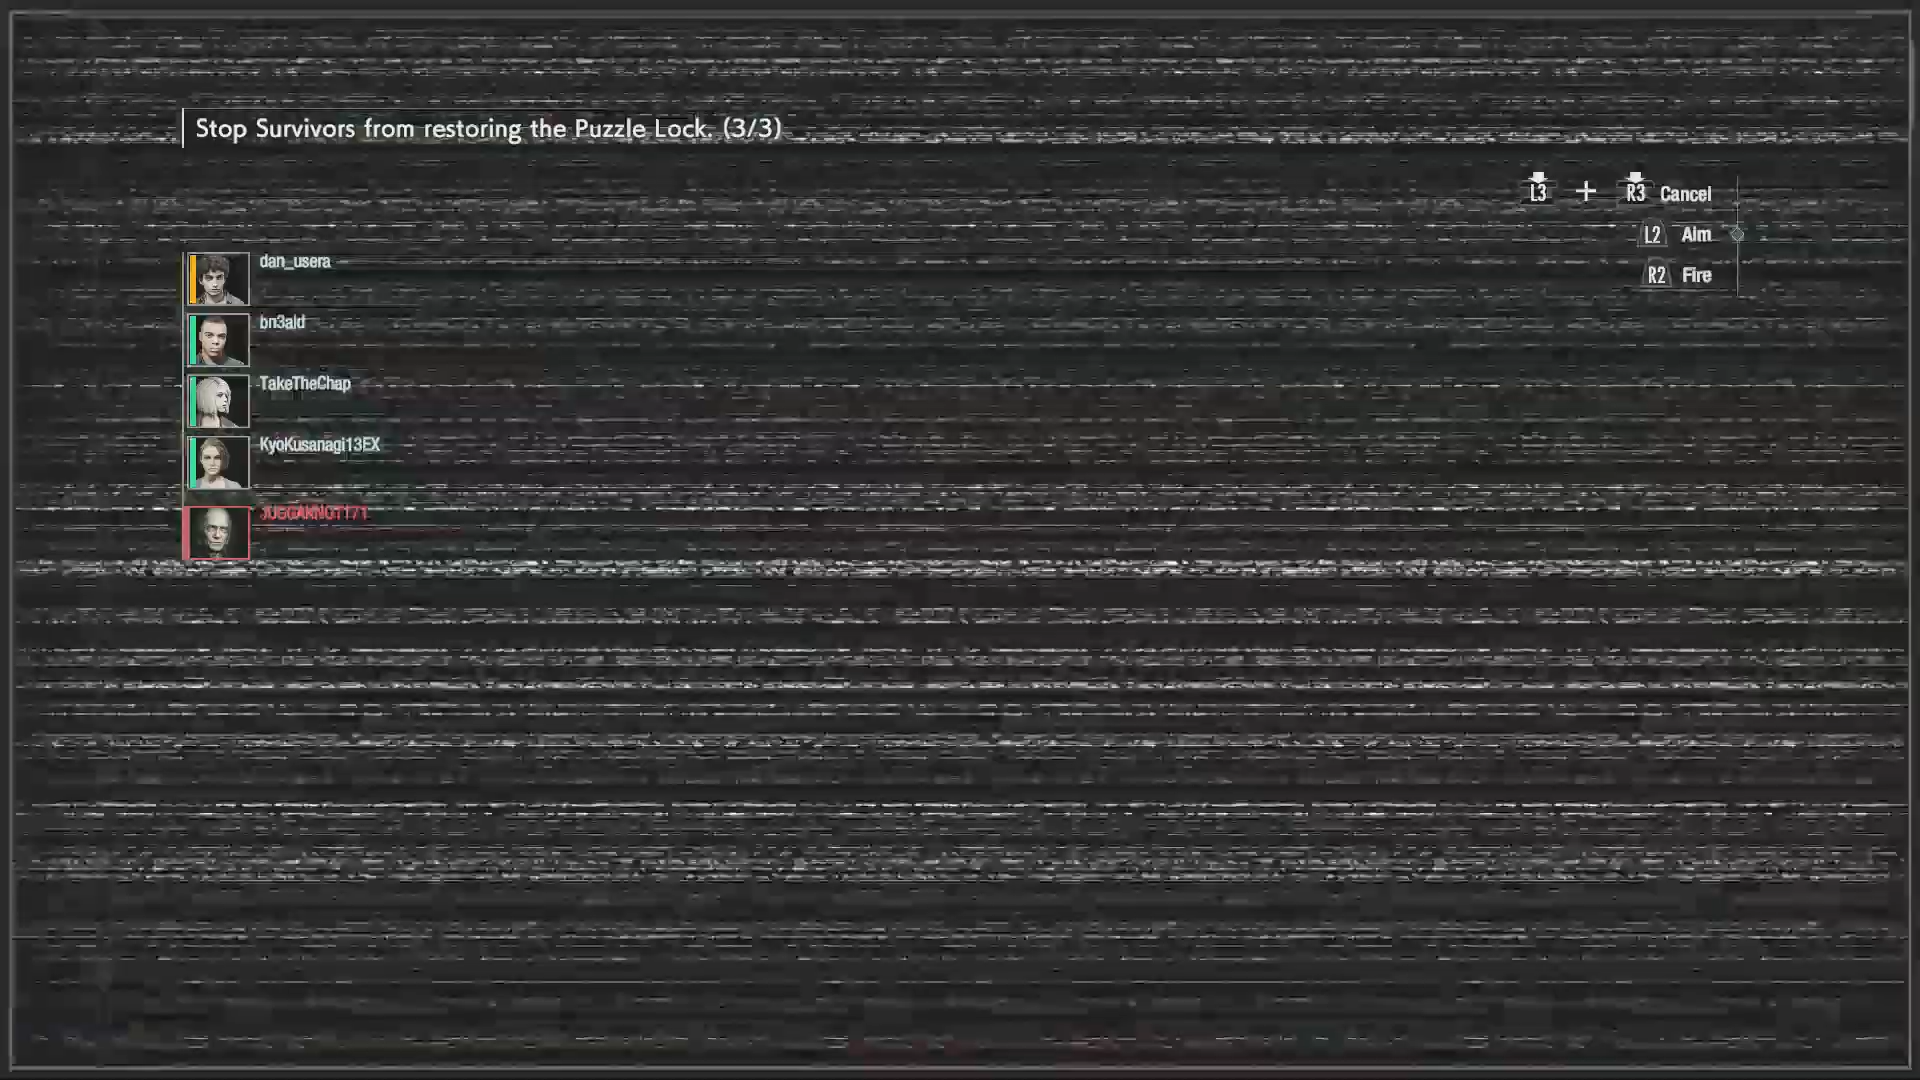 Stop Survivors from restoring the Puzzle Lock. (3/3)
L3 + R3 Cancel
L2 Aim
R2 Fire
dan_usera
bn3ald
TakeTheChap
KyoKusanagi13EX